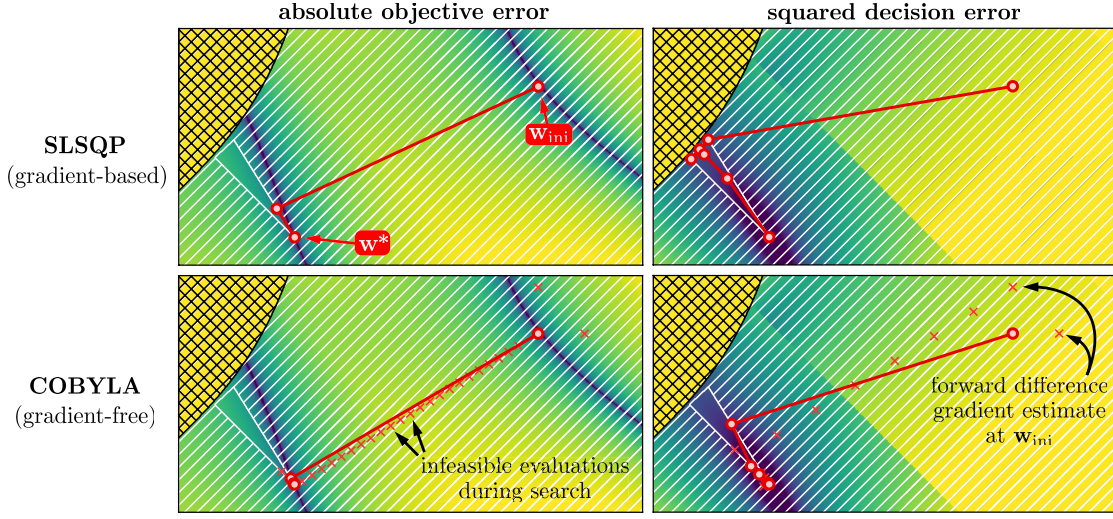 absolute objective error
squared decision error
SLSQP
(gradient-based)
w_ini
w*
COBYLA
(gradient-free)
infeasible evaluations
during search
forward difference
gradient estimate
at w_ini